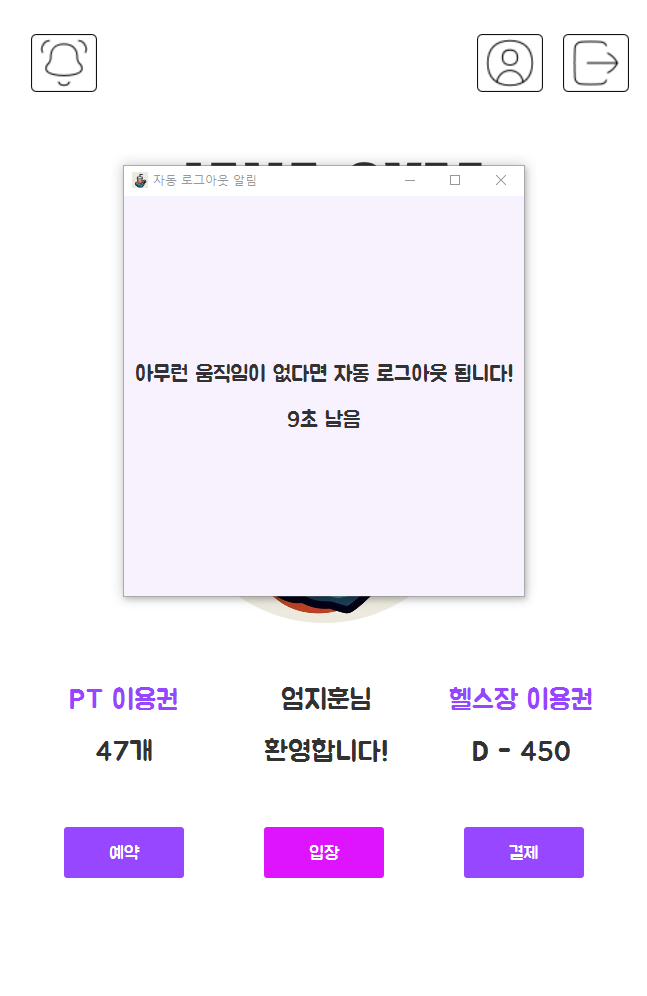 자동 로그아웃 알림
아무런 움직임이 없다면 자동 로그아웃 됩니다!
9초 남음
PT 이용권
엄지훈님
헬스장 이용권
47개
환영합니다!
D - 450
예약
입장
결제